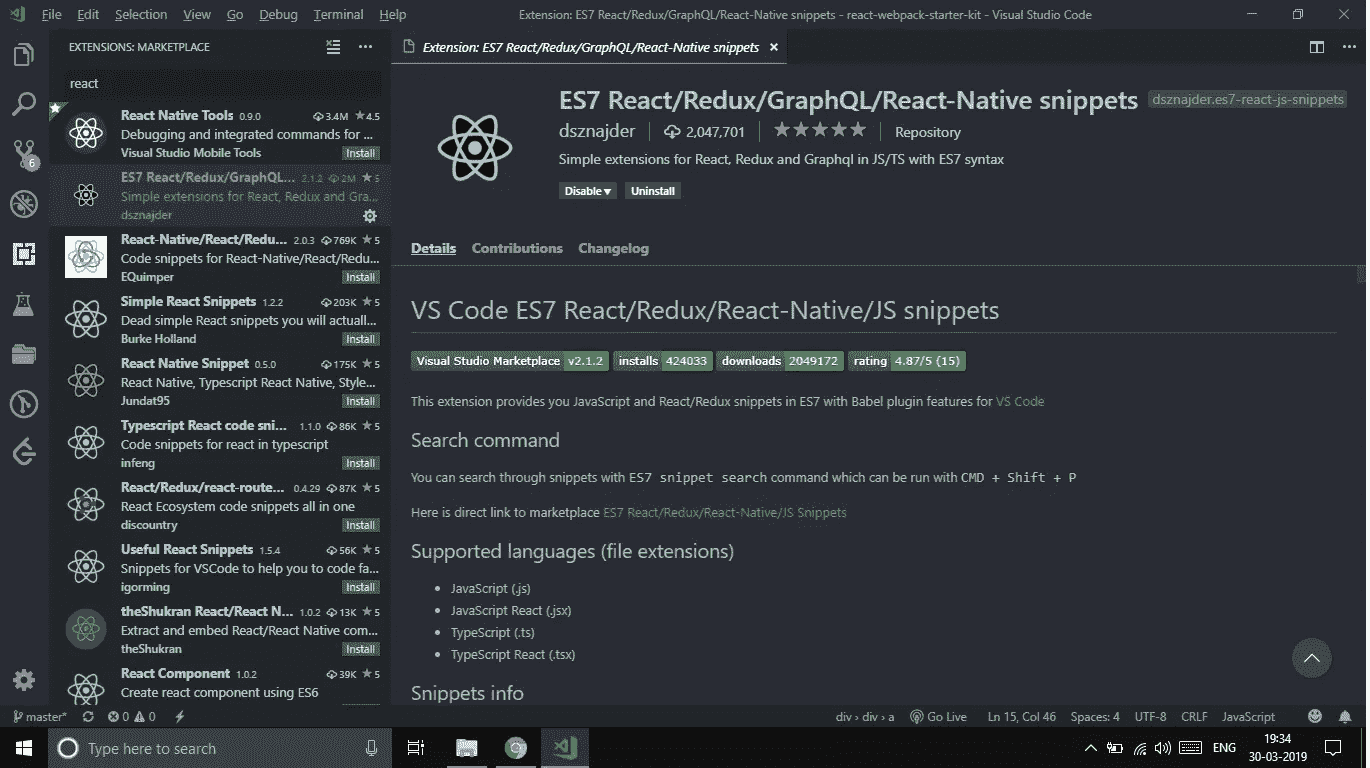 File Edit Selection View Go Debug Terminal Help
Extension: ES7 React/Redux/GraphQL/React-Native snippets - react-webpack-starter-kit - Visual Studio Code
EXTENSIONS: MARKETPLACE
react
React Native Tools 0.9.0 3.4M ★4.5
Debugging and integrated commands for ...
Visual Studio Mobile Tools Install
ES7 React/Redux/GraphQL... 2.1.2 2M ★5
Simple extensions for React, Redux and Gra...
dsznajder
React-Native/React/Redu... 2.0.3 769K ★5
Code snippets for React-Native/React/Redu...
EQuimper Install
Simple React Snippets 1.2.2 203K ★5
Dead simple React snippets you will actuall...
Burke Holland Install
React Native Snippet 0.5.0 175K ★5
React Native, Typescript React Native, Style...
Jundat95 Install
Typescript React code sni... 1.1.0 86K ★5
Code snippets for react in typescript
infeng Install
React/Redux/react-route... 0.4.29 87K ★5
React Ecosystem code snippets all in one
discountry Install
Useful React Snippets 1.5.4 56K ★5
Snippets for VSCode to help you to code fa...
igorming Install
theShukran React/React N... 1.0.2 13K ★5
Extract and embed React/React Native com...
theShukran Install
React Component 1.0.2 39K ★5
Create react component using ES6
6
Extension: ES7 React/Redux/GraphQL/React-Native snippets ×
ES7 React/Redux/GraphQL/React-Native snippets dsznajder.es7-react-js-snippets
dsznajder 2,047,701 ★★★★★ Repository
Simple extensions for React, Redux and Graphql in JS/TS with ES7 syntax
Disable▾ Uninstall
Details Contributions Changelog
VS Code ES7 React/Redux/React-Native/JS snippets
Visual Studio Marketplace v2.1.2 installs 424033 downloads 2049172 rating 4.87/5 (15)
This extension provides you JavaScript and React/Redux snippets in ES7 with Babel plugin features for VS Code
Search command
You can search through snippets with ES7 snippet search command which can be run with CMD + Shift + P
Here is direct link to marketplace ES7 React/Redux/React-Native/JS Snippets
Supported languages (file extensions)
• JavaScript (.js)
• JavaScript React (.jsx)
• TypeScript (.ts)
• TypeScript React (.tsx)
Snippets info
master* 0 0 div › div › a Go Live Ln 15, Col 46 Spaces: 4 UTF-8 CRLF JavaScript
Type here to search
ENG
19:34
30-03-2019